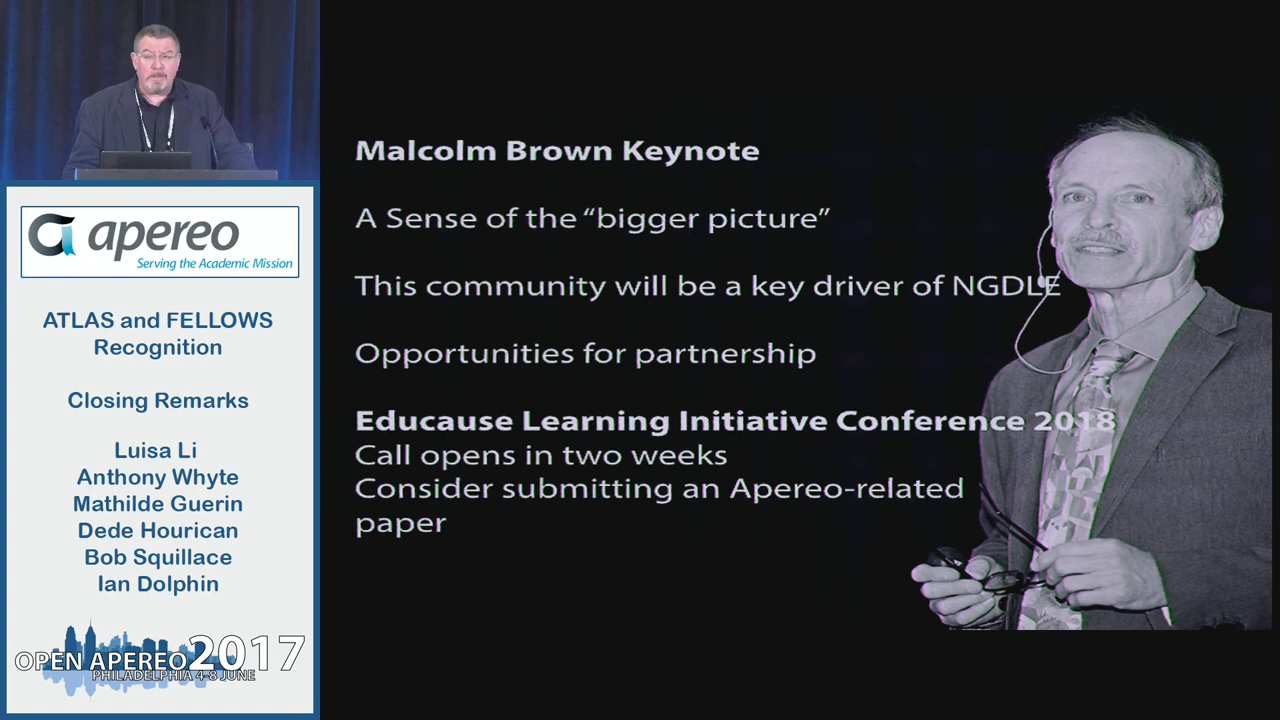 apereo
Serving the Academic Mission
ATLAS and FELLOWS
Recognition
Closing Remarks
Luisa Li
Anthony Whyte
Mathilde Guerin
Dede Hourican
Bob Squillace
Ian Dolphin
OPEN APEREO 2017
PHILADELPHIA 4-8 JUNE
Malcolm Brown Keynote
A Sense of the “bigger picture”
This community will be a key driver of NGDLE
Opportunities for partnership
Educause Learning Initiative Conference 2018
Call opens in two weeks
Consider submitting an Apereo-related
paper